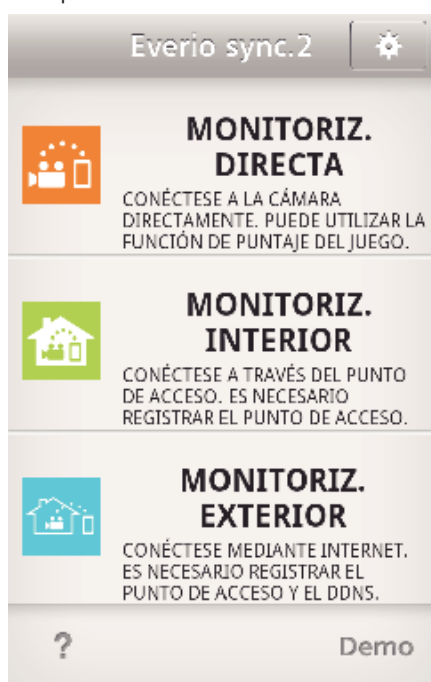 Everio sync.2
MONITORIZ.
DIRECTA
CONÉCTESE A LA CÁMARA
DIRECTAMENTE. PUEDE UTILIZAR LA
FUNCIÓN DE PUNTAJE DEL JUEGO.
MONITORIZ.
INTERIOR
CONÉCTESE A TRAVÉS DEL PUNTO
DE ACCESO. ES NECESARIO
REGISTRAR EL PUNTO DE ACCESO.
MONITORIZ.
EXTERIOR
CONÉCTESE MEDIANTE INTERNET.
ES NECESARIO REGISTRAR EL
PUNTO DE ACCESO Y EL DDNS.
? Demo